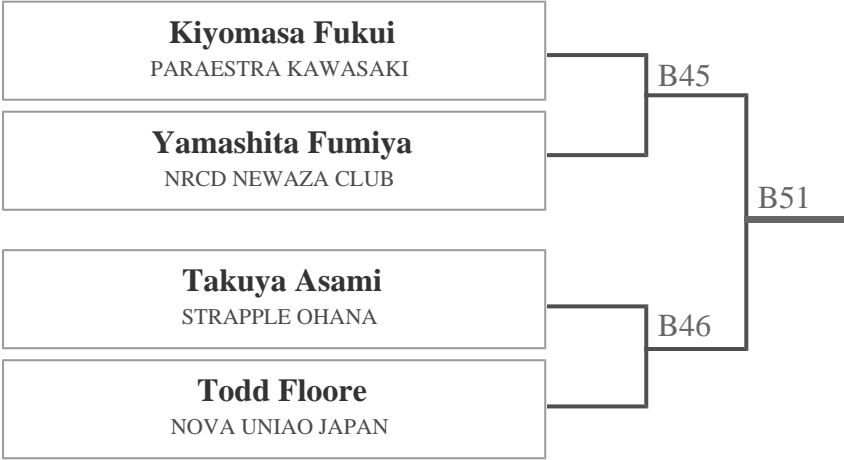 Kiyomasa Fukui
PARAESTRA KAWASAKI
B45
Yamashita Fumiya
NRCD NEWAZA CLUB
B51
Takuya Asami
STRAPPLE OHANA
B46
Todd Floore
NOVA UNIAO JAPAN